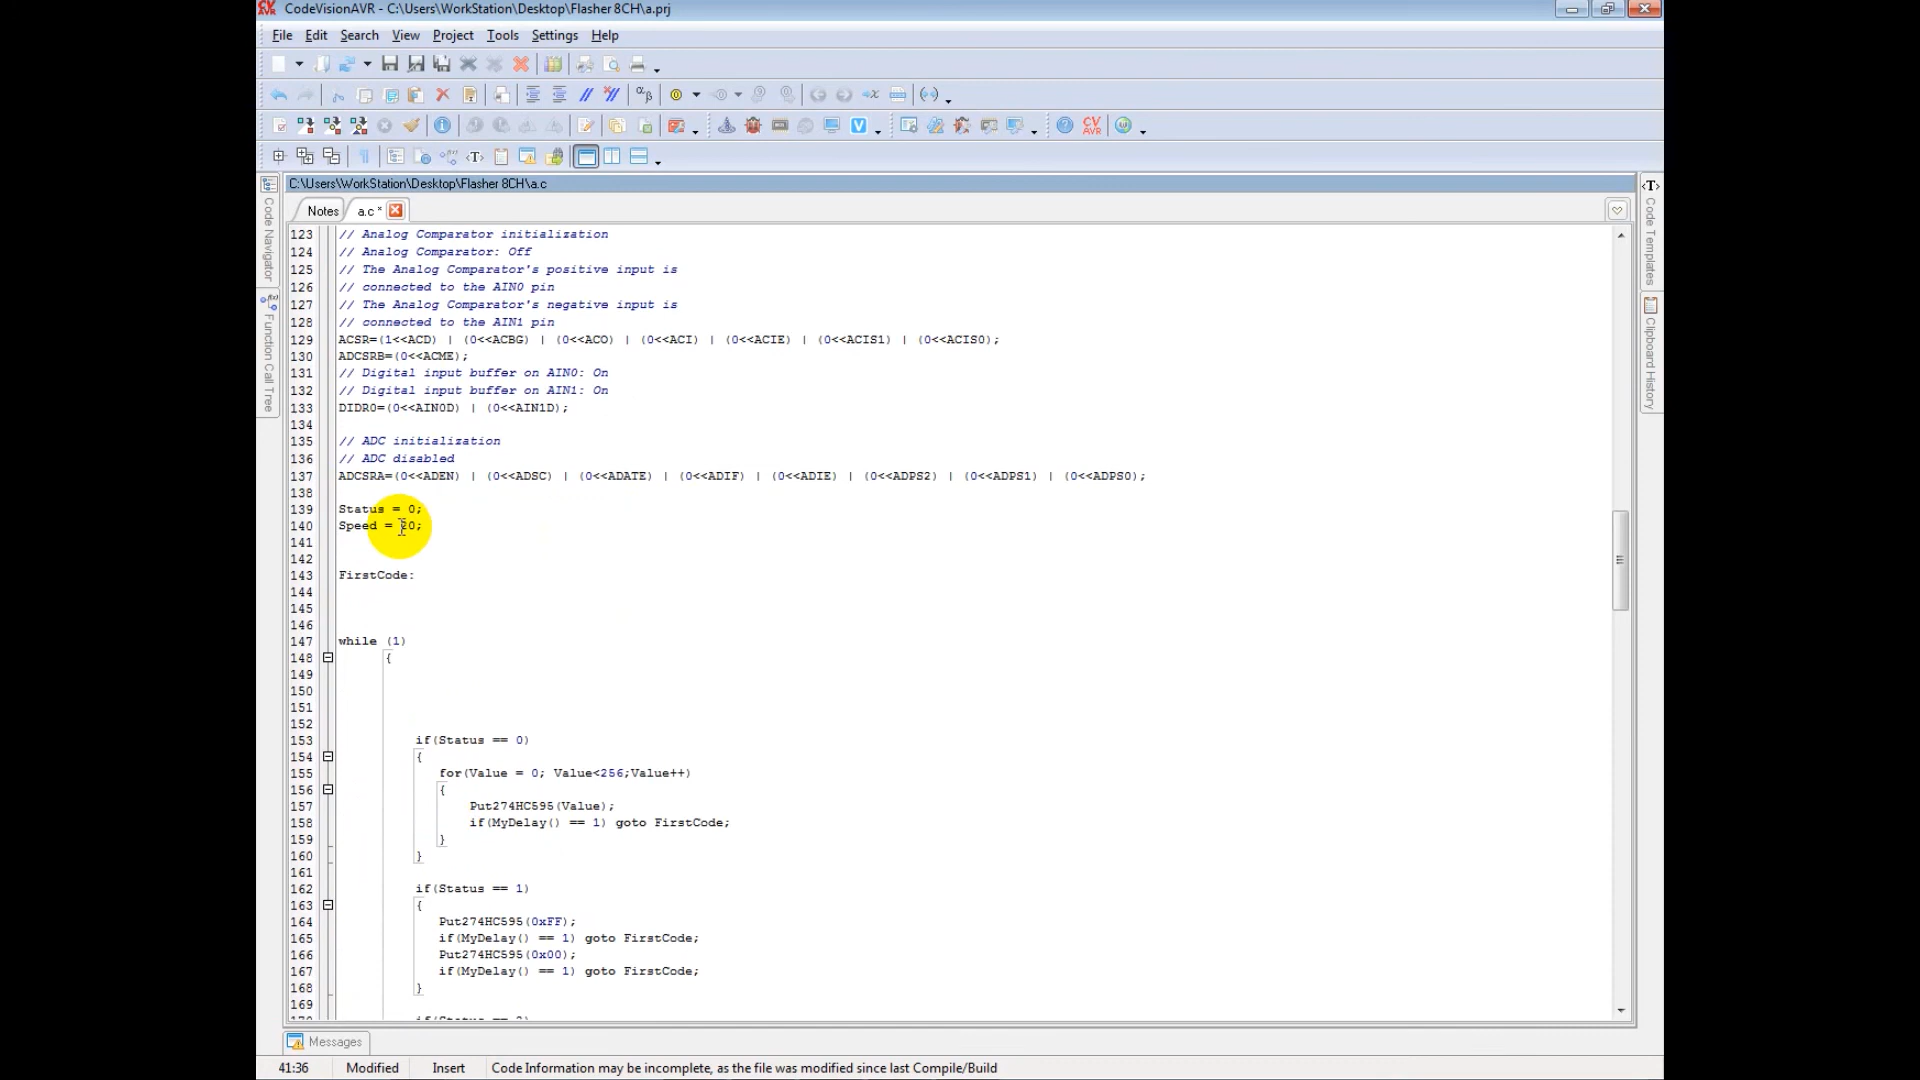 CodeVisionAVR - C:\Users\WorkStation\Desktop\Flasher 8CH\a.prj
File Edit Search View Project Tools Settings Help
C:\Users\WorkStation\Desktop\Flasher 8CH\a.c
Notes a.c *
Code Navigator
Function Call Tree
Code Templates
Clipboard History
123 // Analog Comparator initialization
124 // Analog Comparator: Off
125 // The Analog Comparator's positive input is
126 // connected to the AIN0 pin
127 // The Analog Comparator's negative input is
128 // connected to the AIN1 pin
129 ACSR=(1<<ACD) | (0<<ACBG) | (0<<ACO) | (0<<ACI) | (0<<ACIE) | (0<<ACIS1) | (0<<ACIS0);
130 ADCSRB=(0<<ACME);
131 // Digital input buffer on AIN0: On
132 // Digital input buffer on AIN1: On
133 DIDR0=(0<<AIN0D) | (0<<AIN1D);
134
135 // ADC initialization
136 // ADC disabled
137 ADCSRA=(0<<ADEN) | (0<<ADSC) | (0<<ADATE) | (0<<ADIF) | (0<<ADIE) | (0<<ADPS2) | (0<<ADPS1) | (0<<ADPS0);
138
139 Status = 0;
140 Speed =
141
142
143 FirstCode:
144
145
146
147 while (1)
148 {
149
150
151
152
153 if(Status == 0)
154 {
155 for(Value = 0; Value<256;Value++)
156 {
157 Put274HC595(Value);
158 if(MyDelay() == 1) goto FirstCode;
159 }
160 }
161
162 if(Status == 1)
163 {
164 Put274HC595(0xFF);
165 if(MyDelay() == 1) goto FirstCode;
166 Put274HC595(0x00);
167 if(MyDelay() == 1) goto FirstCode;
168 }
169
Messages
41:36 Modified Insert Code Information may be incomplete, as the file was modified since last Compile/Build